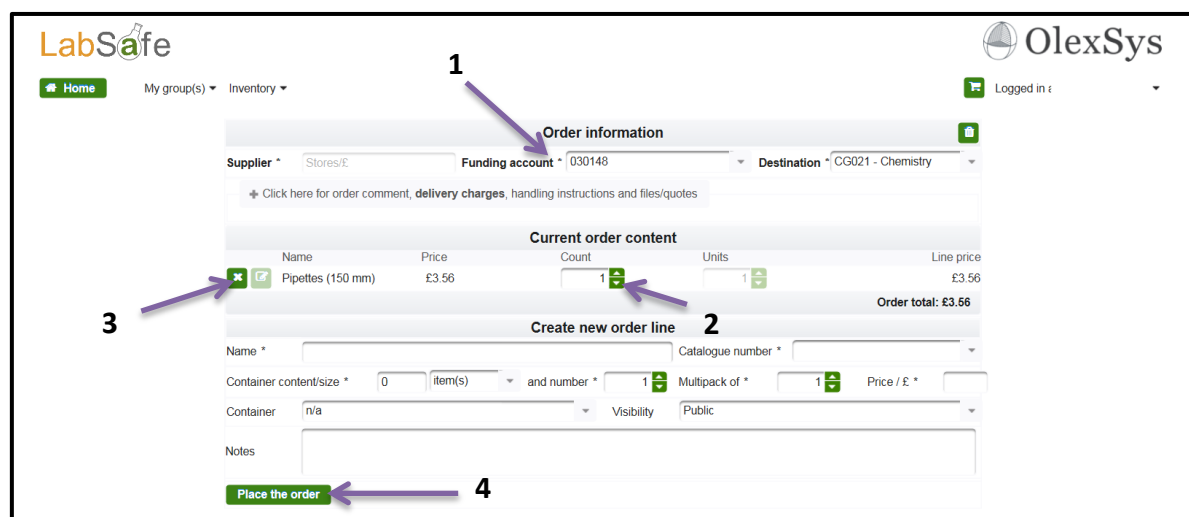 LabSafe
OlexSys
1
Home My group(s) Inventory Logged in
Order information
Supplier * Stores/£ Funding account * 030148 Destination * CG021 - Chemistry
+ Click here for order comment, delivery charges, handling instructions and files/quotes
Current order content
Name Price Count Units Line price
Pipettes (150 mm) £3.56 1 1 £3.56
Order total: £3.56
3
2
Create new order line
Name * Catalogue number *
Container content/size * 0 item(s) and number * 1 Multipack of * 1 Price / £ *
Container n/a Visibility Public
Notes
Place the order
4